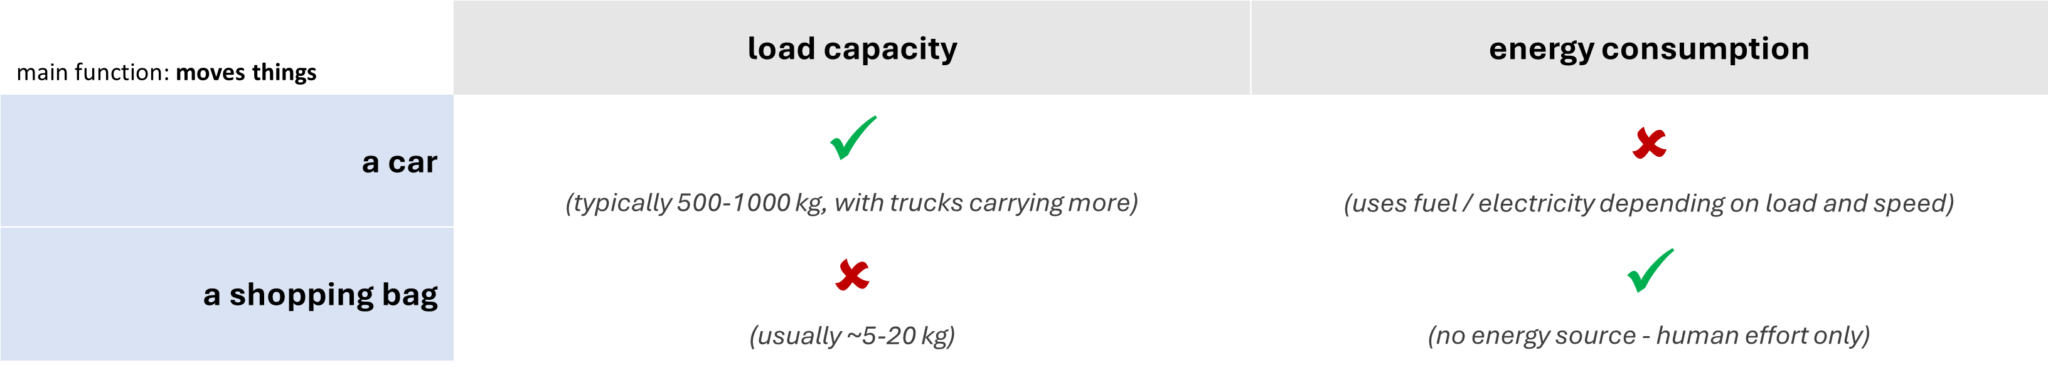 load capacity
energy consumption
main function: moves things
a car
(typically 500-1000 kg, with trucks carrying more)
(uses fuel / electricity depending on load and speed)
a shopping bag
(usually ~5-20 kg)
(no energy source - human effort only)